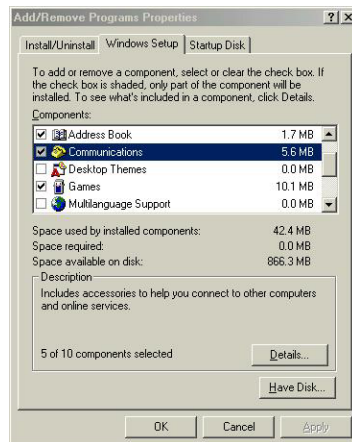 Add/Remove Programs Properties
Install/Uninstall Windows Setup Startup Disk
To add or remove a component, select or clear the check box. If
the check box is shaded, only part of the component will be
installed. To see what's included in a component, click Details.
Components:
Address Book 1.7 MB
Communications 5.6 MB
Desktop Themes 0.0 MB
Games 10.1 MB
Multilanguage Support 0.0 MB
Space used by installed components: 42.4 MB
Space required: 0.0 MB
Space available on disk: 866.3 MB
Description
Includes accessories to help you connect to other computers
and online services.
5 of 10 components selected Details...
Have Disk...
OK Cancel Apply